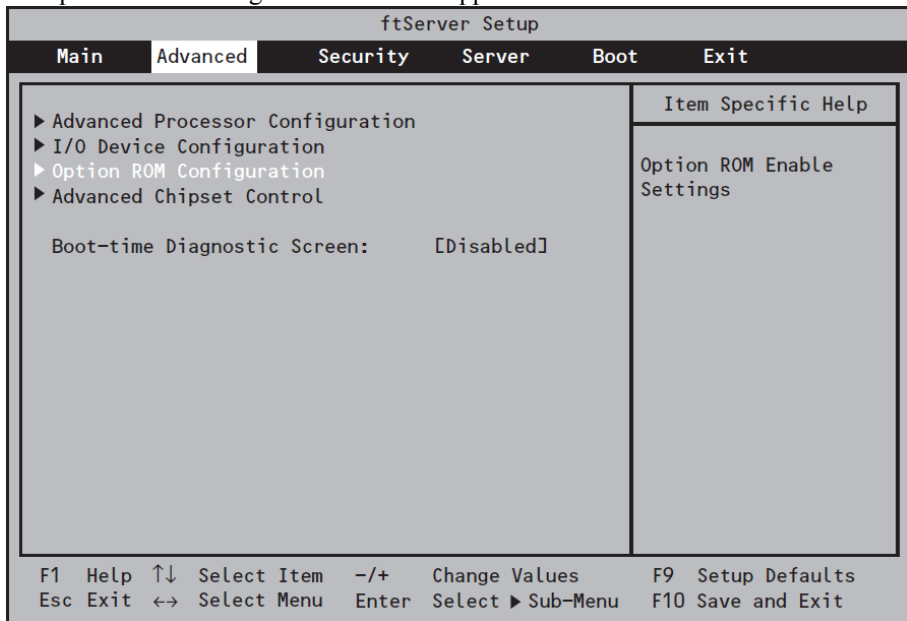 ftServer Setup
Main Advanced Security Server Boot Exit
▶ Advanced Processor Configuration
▶ I/O Device Configuration
▶ Option ROM Configuration
▶ Advanced Chipset Control
Boot-time Diagnostic Screen: [Disabled]
Item Specific Help
Option ROM Enable
Settings
F1 Help ↑↓ Select Item -/+ Change Values F9 Setup Defaults
Esc Exit ↔ Select Menu Enter Select ▶ Sub-Menu F10 Save and Exit